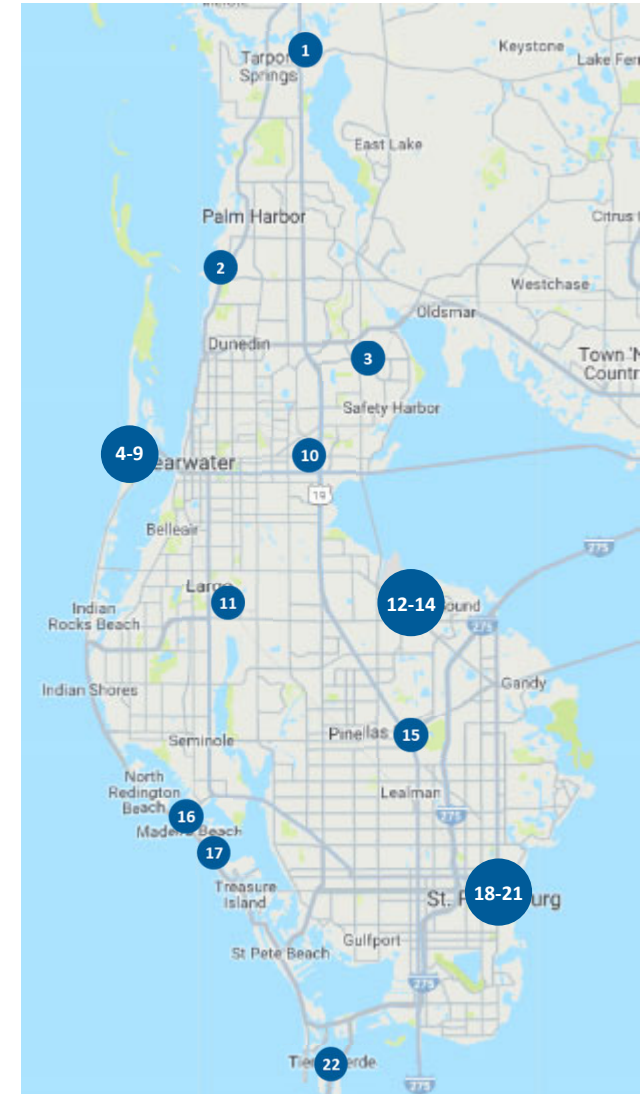 1
Keystone
Tarpon
Springs
Lake Fern
East Lake
Palm Harbor
Citrus
2
Westchase
Oldsmar
Dunedin
3
Town 'N
Countr
Safety Harbor
4-9
earwater
10
19
Belleair
275
Largo
11
12-14
ound
Indian
Rocks Beach
275
Gandy
Indian Shores
Pinellas
15
Seminole
North
Redington
Beach
16
Lealman
275
Madeira Beach
17
Treasure
Island
St. P
18-21
urg
Gulfport
St Pete Beach
275
Tier
22
erde
275